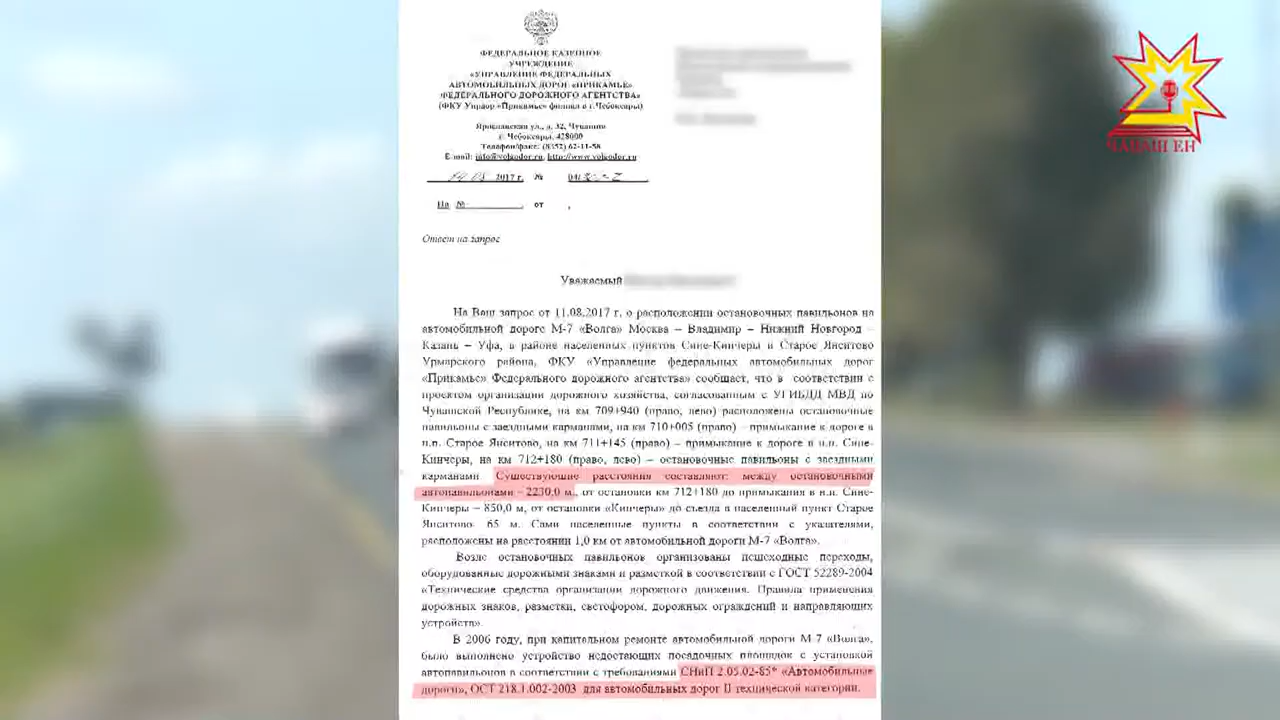 ФЕДЕРАЛЬНОЕ КАЗЕННОЕ
УЧРЕЖДЕНИЕ
«УПРАВЛЕНИЕ ФЕДЕРАЛЬНЫХ
АВТОМОБИЛЬНЫХ ДОРОГ «ПРИКАМЬЕ»
ФЕДЕРАЛЬНОГО ДОРОЖНОГО АГЕНТСТВА»
(ФКУ Упрдор «Прикамье» филиал в г.Чебоксары)
Ярославская ул., д. 32, Чувашия
г. Чебоксары, 428000
Телефон/факс: (8352) 62-11-58
E-mail: info@volgodor.ru, http://www.volgodor.ru
2017 г. №
На № от
Ответ на запрос
Уважаемый
На Ваш запрос от 11.08.2017 г. о расположении остановочных павильонов на
автомобильной дороге М-7 «Волга» Москва – Владимир – Нижний Новгород –
Казань – Уфа, в районе населенных пунктов Сине-Кинчеры и Старое Янситово
Урмарского района, ФКУ «Управление федеральных автомобильных дорог
«Прикамье» Федерального дорожного агентства» сообщает, что в соответствии с
проектом организации дорожного хозяйства, согласованным с УГИБДД МВД по
Чувашской Республике, на км 709+940 (право, лево) расположены остановочные
павильоны с заездными карманами, на км 710+005 (право) – примыкание к дороге в
н.п. Старое Янситово, на км 711+145 (право) – примыкание к дороге в н.п. Сине-
Кинчеры, на км 712+180 (право, лево) – остановочные павильоны с заездными
карманами Существующие расстояния составляют: между остановочными
автопавильонами – 2230,0 м., от остановки км 712+180 до примыкания в н.п. Сине-
Кинчеры – 850,0 м, от остановки «Кинчеры» до съезда в населенный пункт Старое
Янситово 65 м. Сами населенные пункты в соответствии с указателями,
расположены на расстоянии 1,0 км от автомобильной дороги М-7 «Волга».
Возле остановочных павильонов организованы пешеходные переходы,
оборудованные дорожными знаками и разметкой в соответствии с ГОСТ 52289-2004
«Технические средства организации дорожного движения. Правила применения
дорожных знаков, разметки, светофором, дорожных ограждений и направляющих
устройств».
В 2006 году, при капитальном ремонте автомобильной дороги М-7 «Волга»,
было выполнено устройство недостающих посадочных площадок с установкой
автопавильонов в соответствии с требованиями СНиП 2.05.02-85* «Автомобильные
дороги», ОСТ 218.1.002-2003 для автомобильных дорог II технической категории.
ЧӐВАШ ЕН